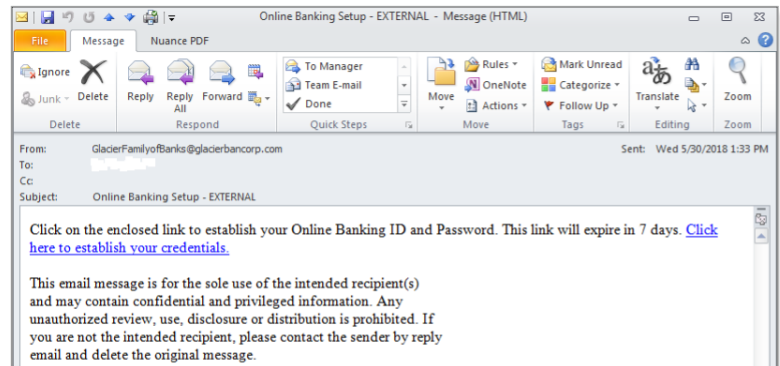 Online Banking Setup - EXTERNAL - Message (HTML)
File Message Nuance PDF
Ignore
Junk
Delete
Reply
Reply All
Forward
To Manager
Team E-mail
Done
Move
Rules
OneNote
Actions
Mark Unread
Categorize
Follow Up
a あ
Translate
Zoom
Delete Respond Quick Steps Move Tags Editing Zoom
From: GlacierFamilyofBanks@glacierbancorp.com Sent: Wed 5/30/2018 1:33 PM
To:
Cc:
Subject: Online Banking Setup - EXTERNAL
Click on the enclosed link to establish your Online Banking ID and Password. This link will expire in 7 days. Click
here to establish your credentials.
This email message is for the sole use of the intended recipient(s)
and may contain confidential and privileged information. Any
unauthorized review, use, disclosure or distribution is prohibited. If
you are not the intended recipient, please contact the sender by reply
email and delete the original message.